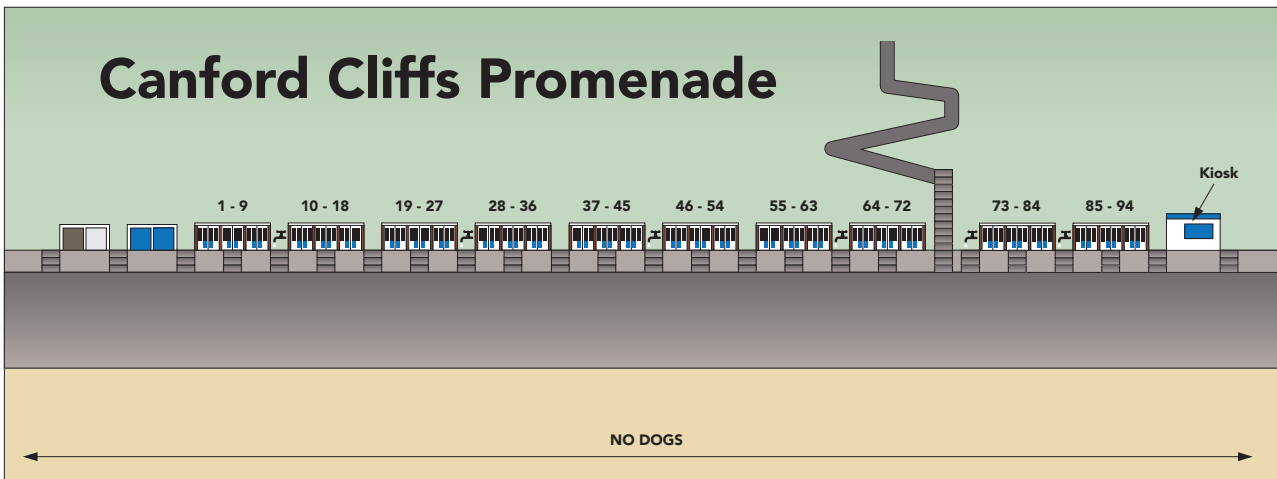 Canford Cliffs Promenade
Kiosk
1 - 9
10 - 18
19 - 27
28 - 36
37 - 45
46 - 54
55 - 63
64 - 72
73 - 84
85 - 94
NO DOGS